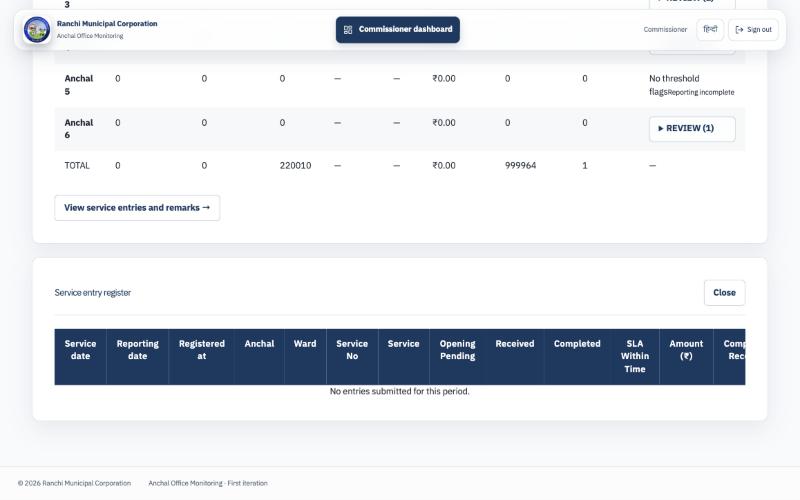 3
REVIEW (2)
Ranchi Municipal Corporation
Anchal Office Monitoring
Commissioner dashboard
Commissioner
हिन्दी
Sign out
Anchal 5 0 0 0 — — ₹0.00 0 0 No threshold flagsReporting incomplete
Anchal 6 0 0 0 — — ₹0.00 0 0 ▶ REVIEW (1)
TOTAL 0 0 220010 — — ₹0.00 999964 1 —
View service entries and remarks →
Service entry register
Close
Service date Reporting date Registered at Anchal Ward Service No Service Opening Pending Received Completed SLA Within Time Amount (₹)
No entries submitted for this period.
© 2026 Ranchi Municipal Corporation Anchal Office Monitoring · First iteration